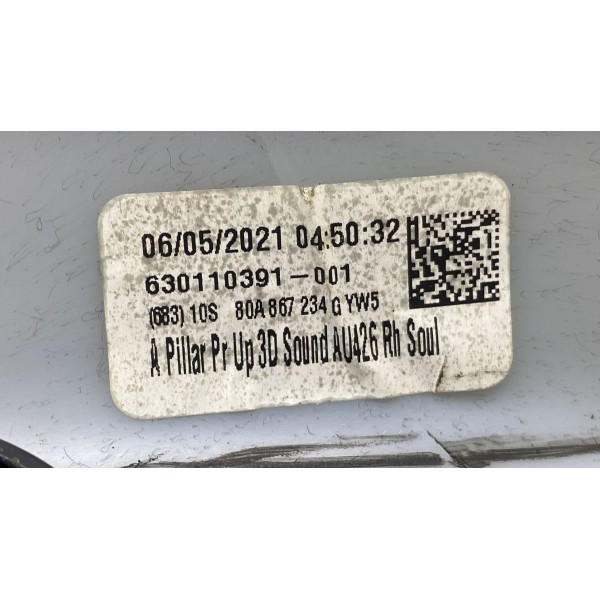 06/05/2021 04:50:32
630110391-001
(683) 10S 80A 867 234 G YW5
A Pillar Pr Up 3D Sound AU426 Rh Soul